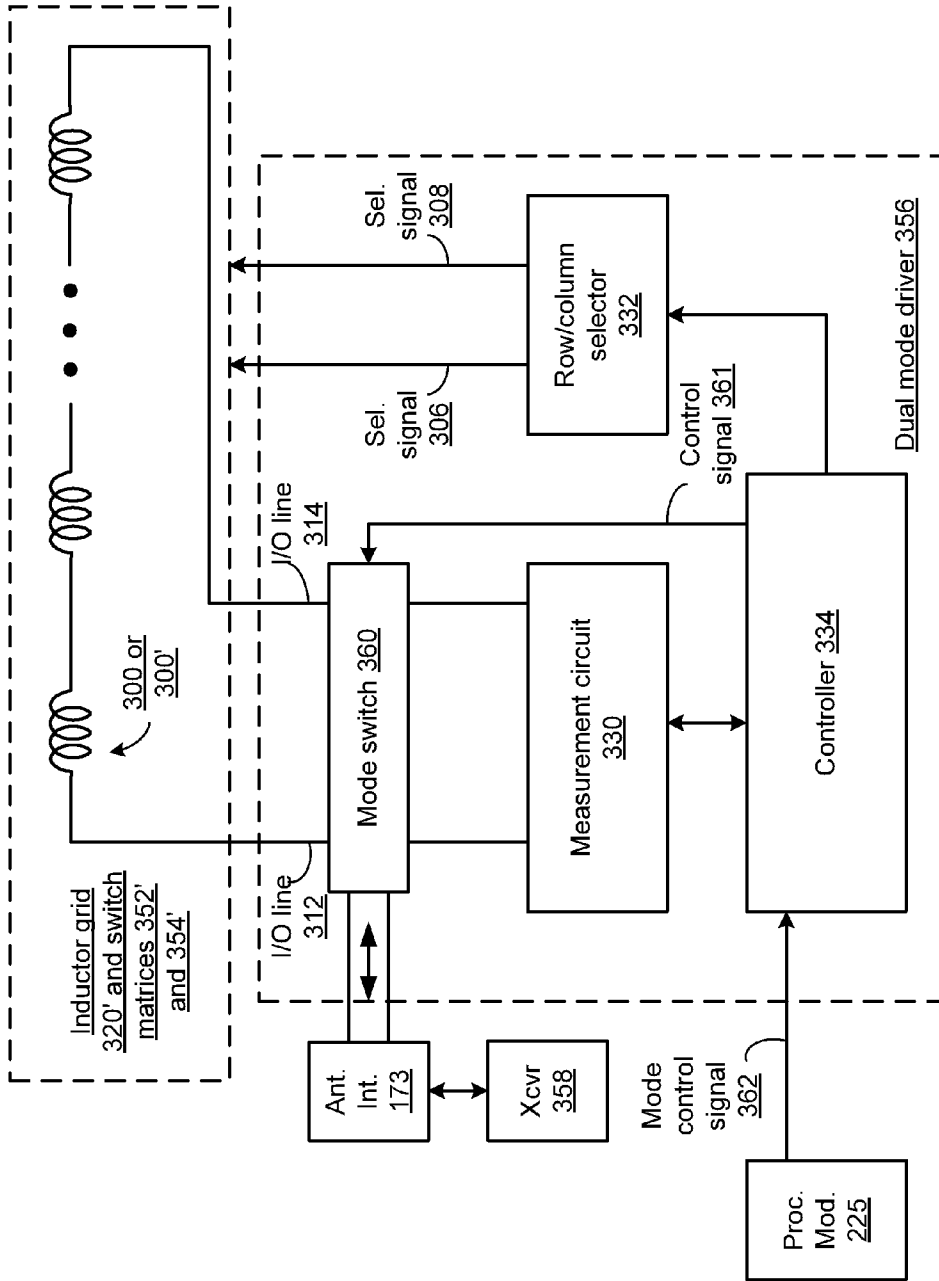 Inductor grid
320' and switch
matrices 352'
and 354'
300 or
300'
I/O line
312
I/O line
314
Sel.
signal
306
Sel.
signal
308
Ant.
Int.
173
Xcvr
358
Mode switch 360
Measurement circuit
330
Row/column
selector
332
Control
signal 361
Controller 334
Mode
control
signal
362
Proc.
Mod.
225
Dual mode driver 356